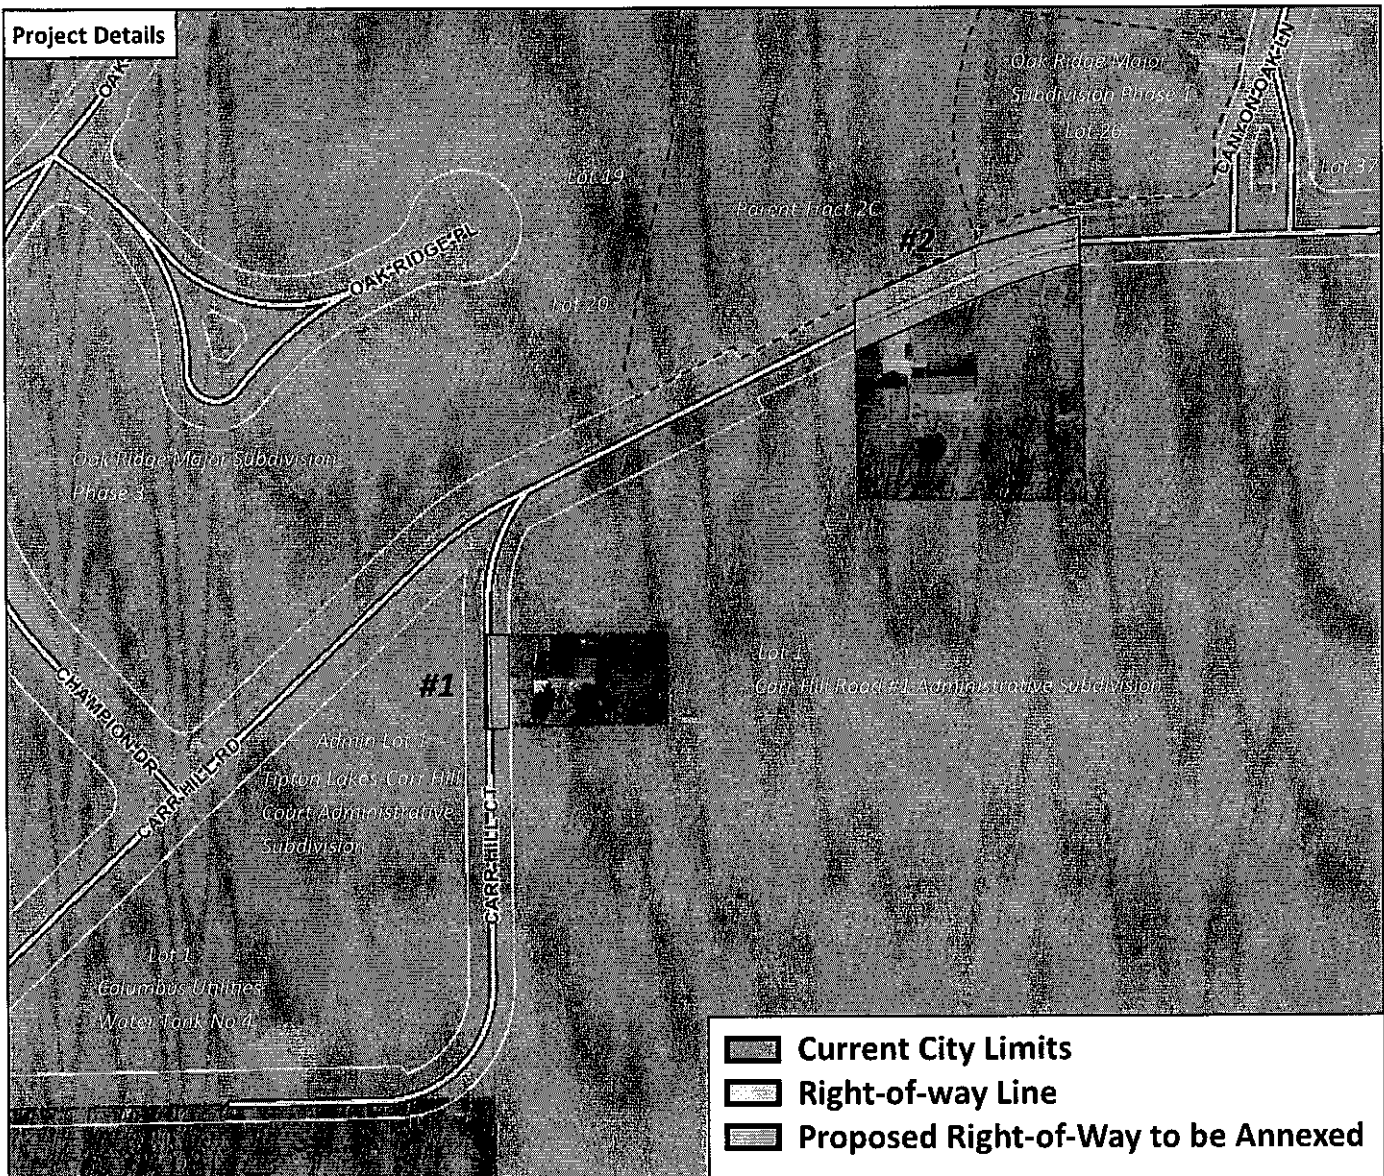 Project Details
OAK
Oak Ridge Major
Subdivision Phase 1
Lot 26
DAWKON OAK LN
Lot 37
Lot 19
Parent Tract 2C
#2
OAK RIDGE PL
Lot 20
Oak Ridge Major Subdivision
Phase 3
#1
Lot 1
Carr Hill Road #1 Administrative Subdivision
CHAMPION DR
CARR HILL RD
Admin Lot 1
Tipton Lakes-Carr Hill
Court Administrative
Subdivision
CARR HILL CT
Lot 1
Columbus Utilities
Water Tank No 4
Current City Limits
Right-of-way Line
Proposed Right-of-Way to be Annexed